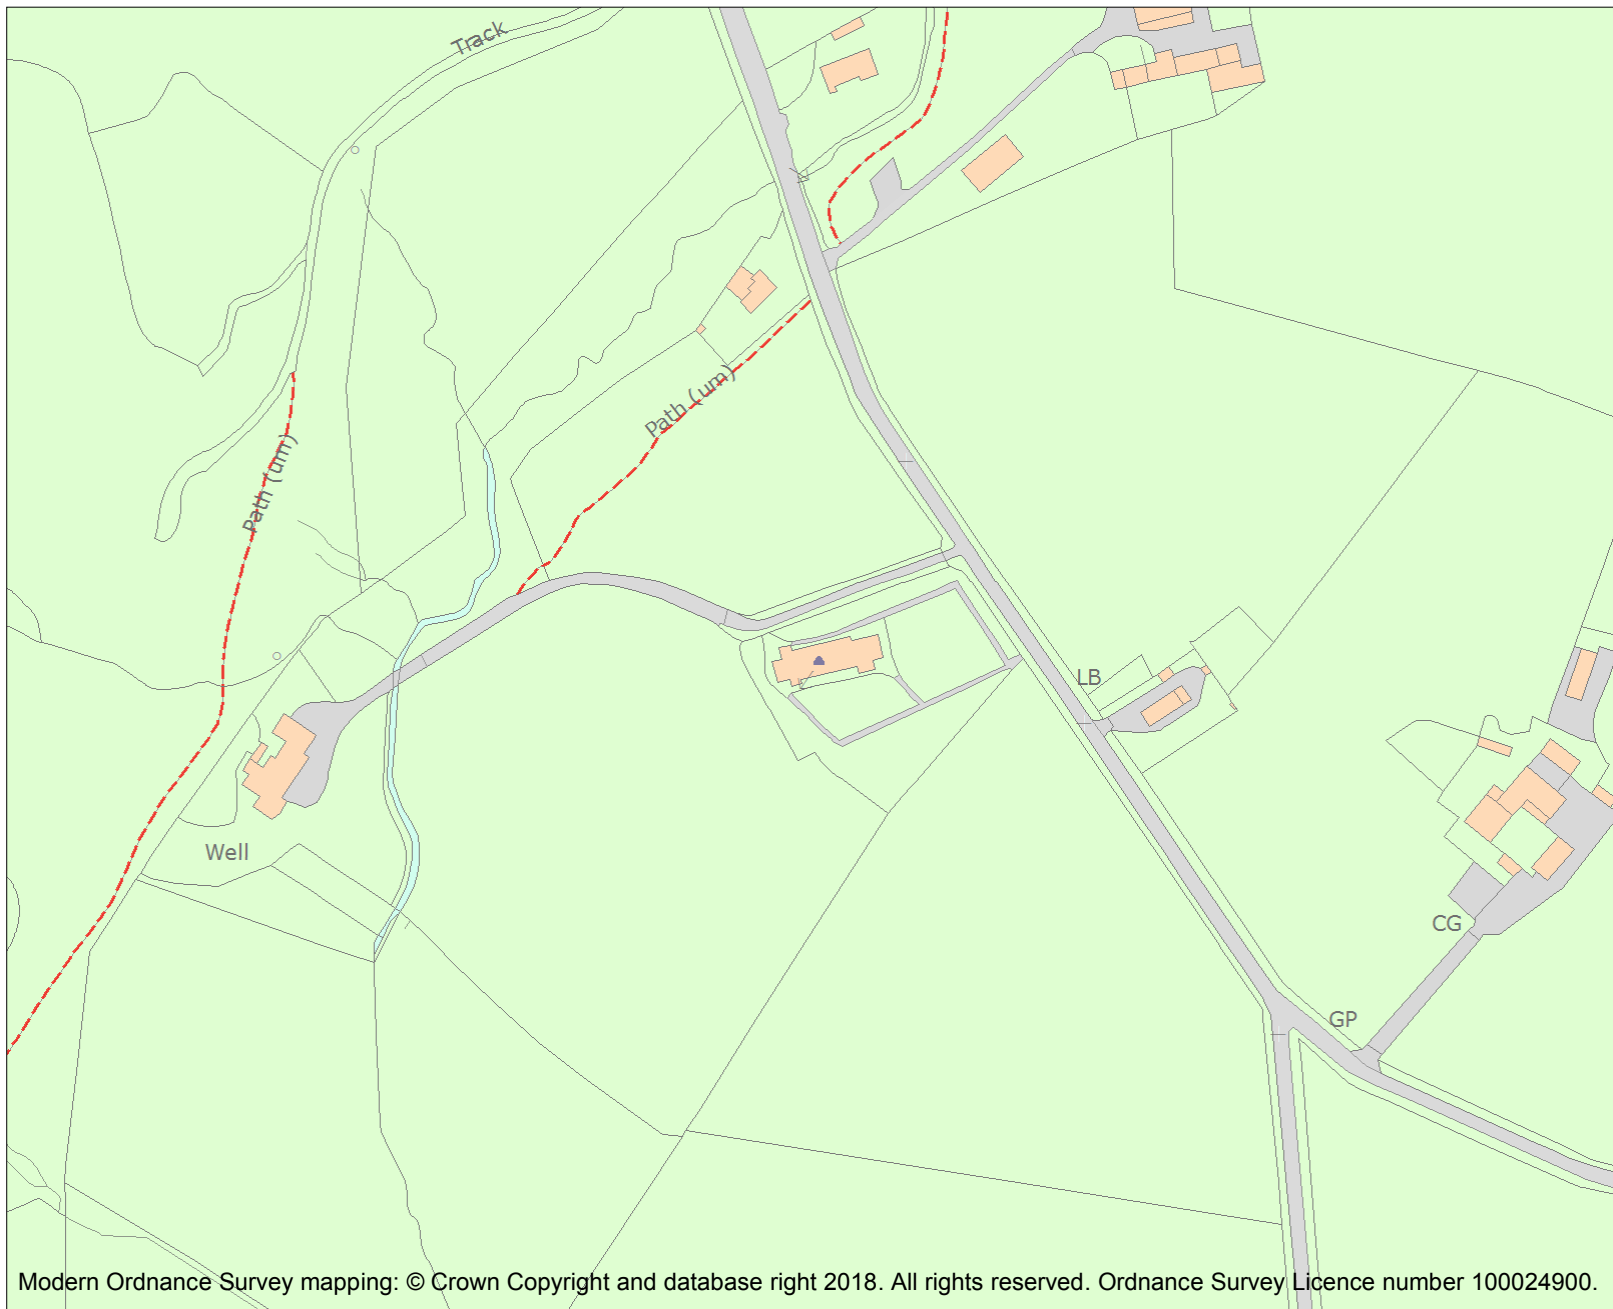 Track
Path (um)
Path (um)
LB
Well
CG
GP
Modern Ordnance Survey mapping: © Crown Copyright and database right 2018. All rights reserved. Ordnance Survey Licence number 100024900.